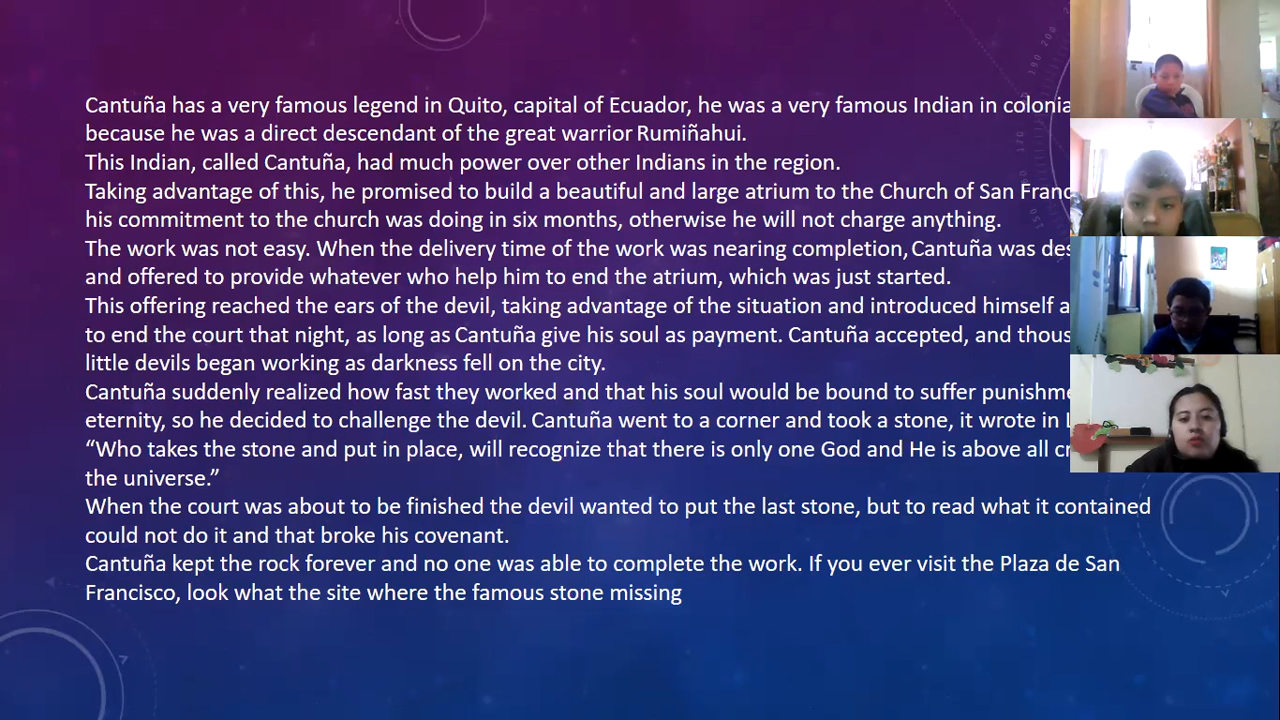 Cantuña has a very famous legend in Quito, capital of Ecuador, he was a very famous Indian in
because he was a direct descendant of the great warrior Rumiñahui.
This Indian, called Cantuña, had much power over other Indians in the region.
Taking advantage of this, he promised to build a beautiful and large atrium to the Church of San
his commitment to the church was doing in six months, otherwise he will not charge anything.
The work was not easy. When the delivery time of the work was nearing completion, Cantuña was
and offered to provide whatever who help him to end the atrium, which was just started.
This offering reached the ears of the devil, taking advantage of the situation and introduced himself
to end the court that night, as long as Cantuña give his soul as payment. Cantuña accepted, and
little devils began working as darkness fell on the city.
Cantuña suddenly realized how fast they worked and that his soul would be bound to suffer
eternity, so he decided to challenge the devil. Cantuña went to a corner and took a stone, it wrote in
“Who takes the stone and put in place, will recognize that there is only one God and He is above all
the universe.”
When the court was about to be finished the devil wanted to put the last stone, but to read what it contained
could not do it and that broke his covenant.
Cantuña kept the rock forever and no one was able to complete the work. If you ever visit the Plaza de San
Francisco, look what the site where the famous stone missing